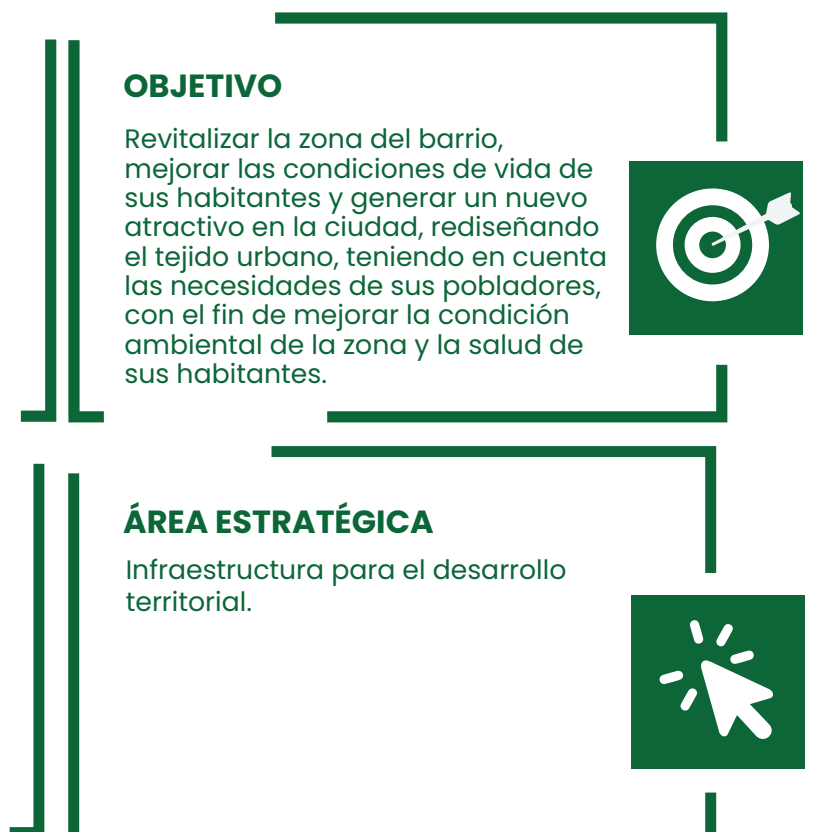 OBJETIVO
Revitalizar la zona del barrio,
mejorar las condiciones de vida de
sus habitantes y generar un nuevo
atractivo en la ciudad, rediseñando
el tejido urbano, teniendo en cuenta
las necesidades de sus pobladores,
con el fin de mejorar la condición
ambiental de la zona y la salud de
sus habitantes.
ÁREA ESTRATÉGICA
Infraestructura para el desarrollo
territorial.